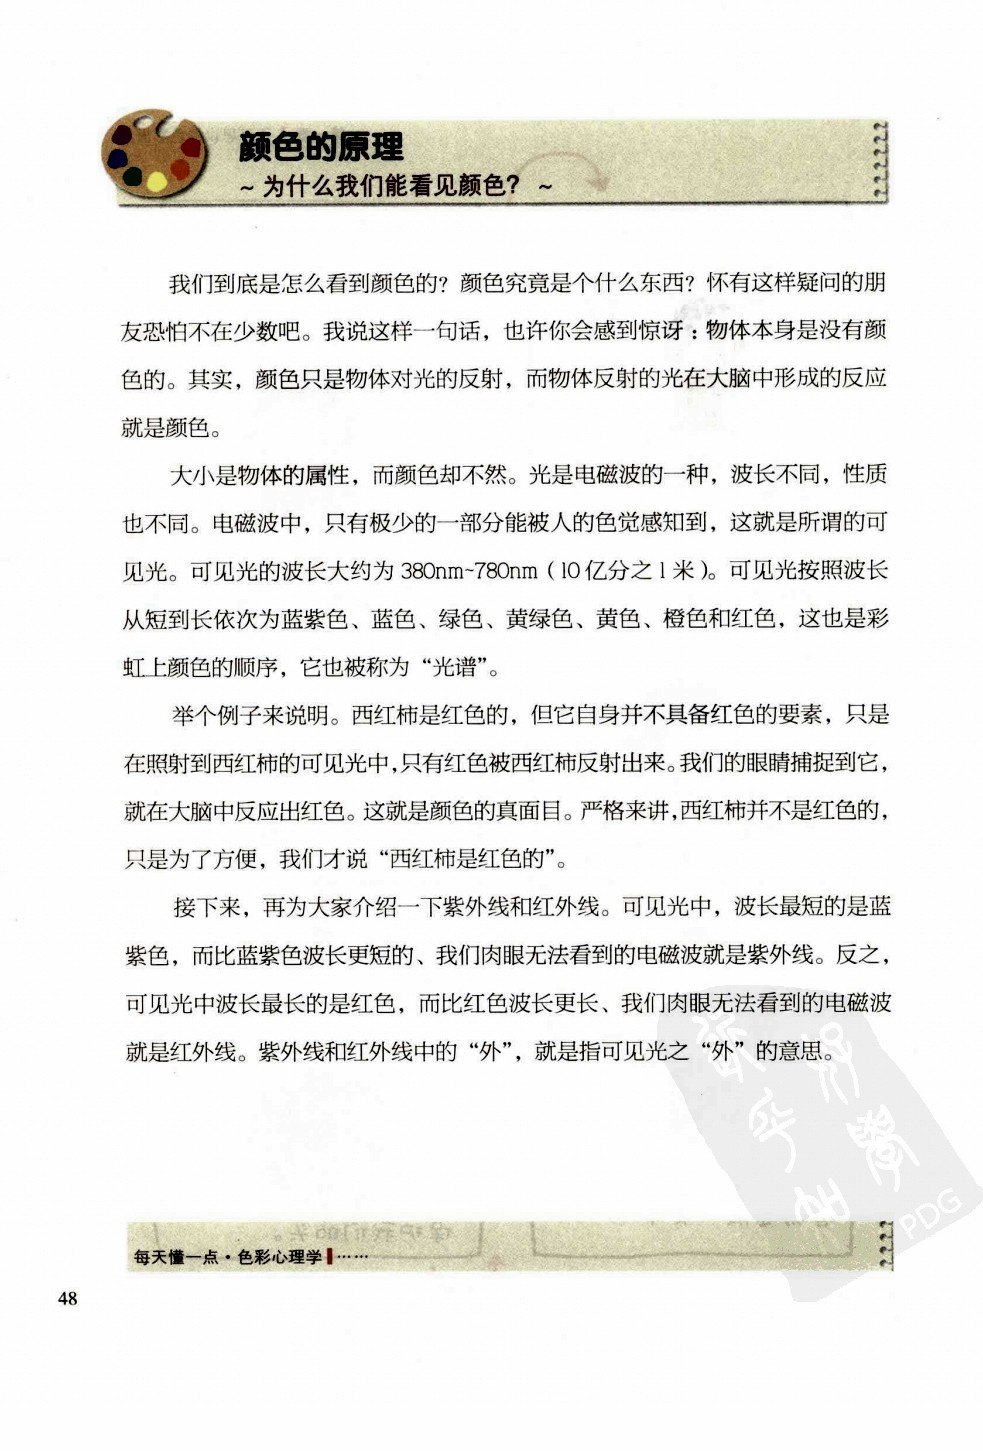 颜色的原理
～为什么我们能看见颜色？～
我们到底是怎么看到颜色的？颜色究竟是个什么东西？怀有这样疑问的朋
友恐怕不在少数吧。我说这样一句话，也许你会感到惊讶：物体本身是没有颜
色的。其实，颜色只是物体对光的反射，而物体反射的光在大脑中形成的反应
就是颜色。
大小是物体的属性，而颜色却不然。光是电磁波的一种，波长不同，性质
也不同。电磁波中，只有极少的一部分能被人的色觉感知到，这就是所谓的可
见光。可见光的波长大约为 380nm~780nm（10 亿分之 1 米）。可见光按照波长
从短到长依次为蓝紫色、蓝色、绿色、黄绿色、黄色、橙色和红色，这也是彩
虹上颜色的顺序，它也被称为“光谱”。
举个例子来说明。西红柿是红色的，但它自身并不具备红色的要素，只是
在照射到西红柿的可见光中，只有红色被西红柿反射出来。我们的眼睛捕捉到它，
就在大脑中反应出红色。这就是颜色的真面目。严格来讲，西红柿并不是红色的，
只是为了方便，我们才说“西红柿是红色的”。
接下来，再为大家介绍一下紫外线和红外线。可见光中，波长最短的是蓝
紫色，而比蓝紫色波长更短的、我们肉眼无法看到的电磁波就是紫外线。反之，
可见光中波长最长的是红色，而比红色波长更长、我们肉眼无法看到的电磁波
就是红外线。紫外线和红外线中的“外”，就是指可见光之“外”的意思。
PDG
每天懂一点·色彩心理学 ……
48